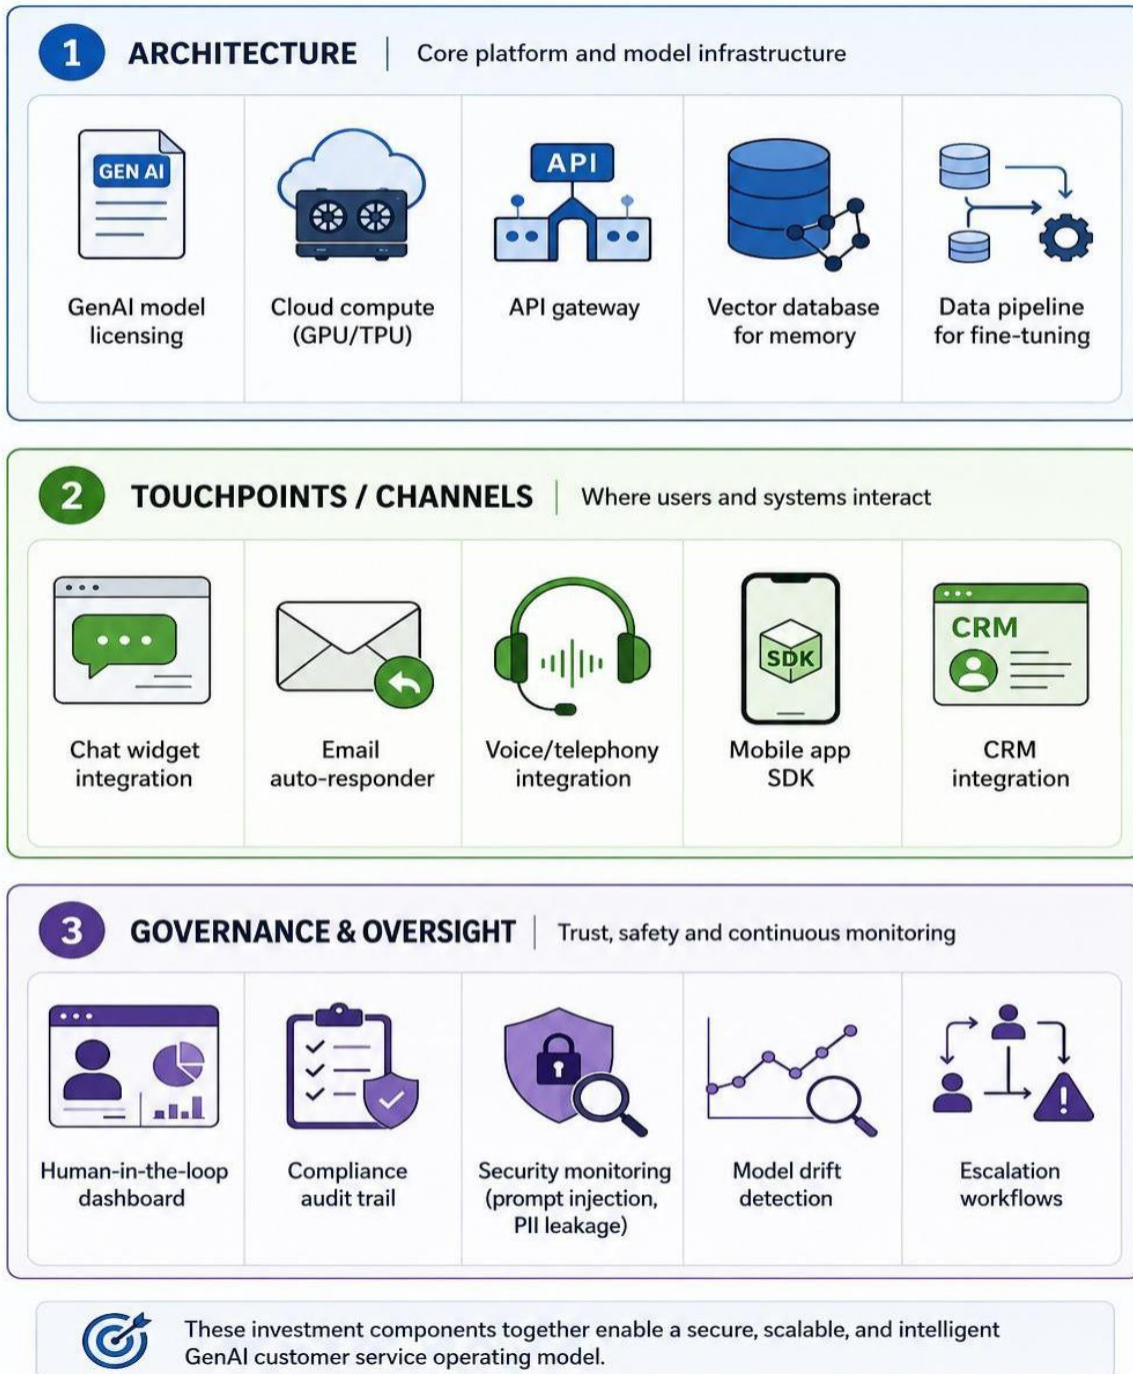 1 ARCHITECTURE Core platform and model infrastructure
GEN AI
API
GenAI model
licensing
Cloud compute
(GPU/TPU)
API gateway
Vector database
for memory
Data pipeline
for fine-tuning
2 TOUCHPOINTS / CHANNELS Where users and systems interact
SDK
CRM
Chat widget
integration
Email
auto-responder
Voice/telephony
integration
Mobile app
SDK
CRM
integration
3 GOVERNANCE & OVERSIGHT Trust, safety and continuous monitoring
Human-in-the-loop
dashboard
Compliance
audit trail
Security monitoring
(prompt injection,
PII leakage)
Model drift
detection
Escalation
workflows
These investment components together enable a secure, scalable, and intelligent
GenAI customer service operating model.